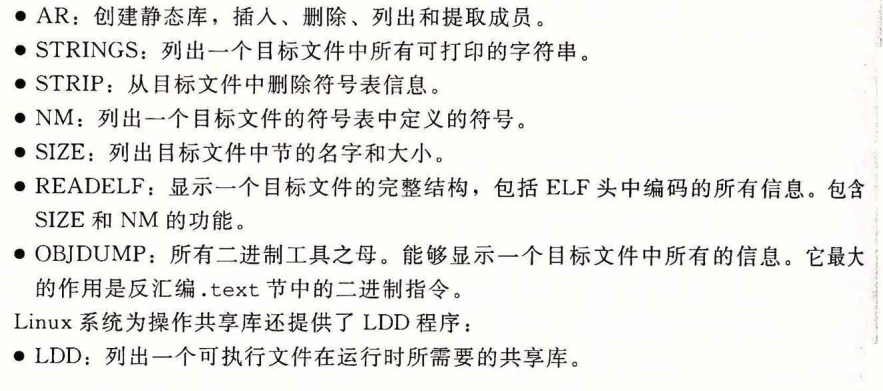 ● AR：创建静态库，插入、删除、列出和提取成员。
● STRINGS：列出一个目标文件中所有可打印的字符串。
● STRIP：从目标文件中删除符号表信息。
● NM：列出一个目标文件的符号表中定义的符号。
● SIZE：列出目标文件中节的名字和大小。
● READELF：显示一个目标文件的完整结构，包括 ELF 头中编码的所有信息。包含
SIZE 和 NM 的功能。
● OBJDUMP：所有二进制工具之母。能够显示一个目标文件中所有的信息。它最大
的作用是反汇编 .text 节中的二进制指令。
Linux 系统为操作共享库还提供了 LDD 程序：
● LDD：列出一个可执行文件在运行时所需要的共享库。